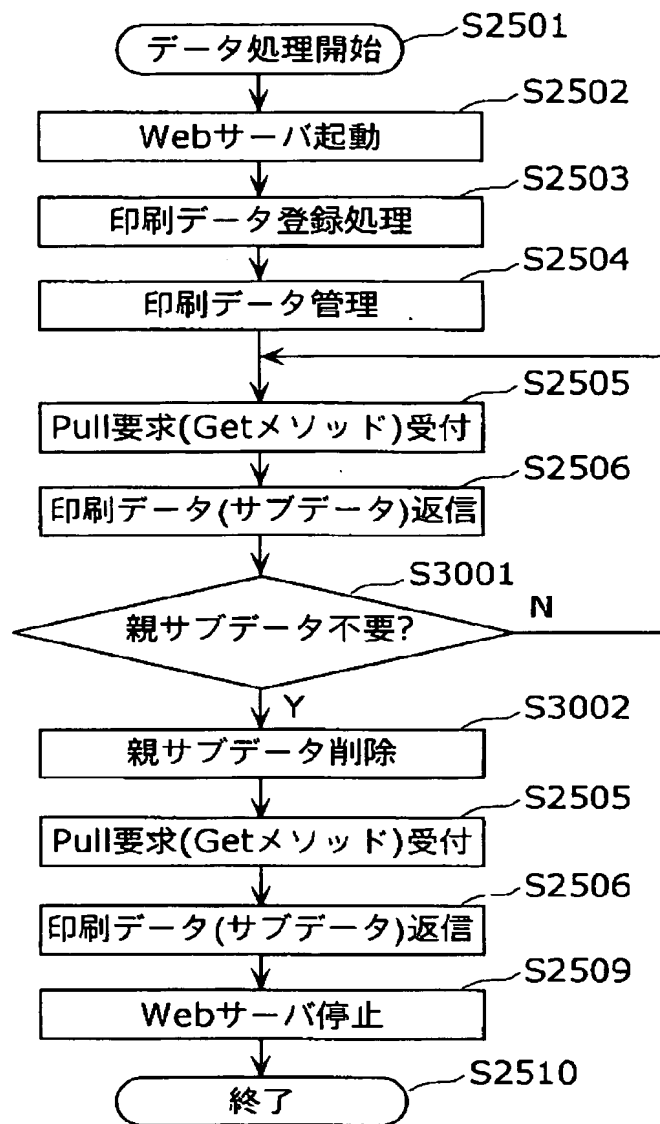 データ処理開始
S2501
Webサーバ起動
S2502
印刷データ登録処理
S2503
印刷データ管理
S2504
Pull要求(Getメソッド)受付
S2505
印刷データ(サブデータ)返信
S2506
親サブデータ不要?
S3001
N
Y
親サブデータ削除
S3002
Pull要求(Getメソッド)受付
S2505
印刷データ(サブデータ)返信
S2506
Webサーバ停止
S2509
終了
S2510